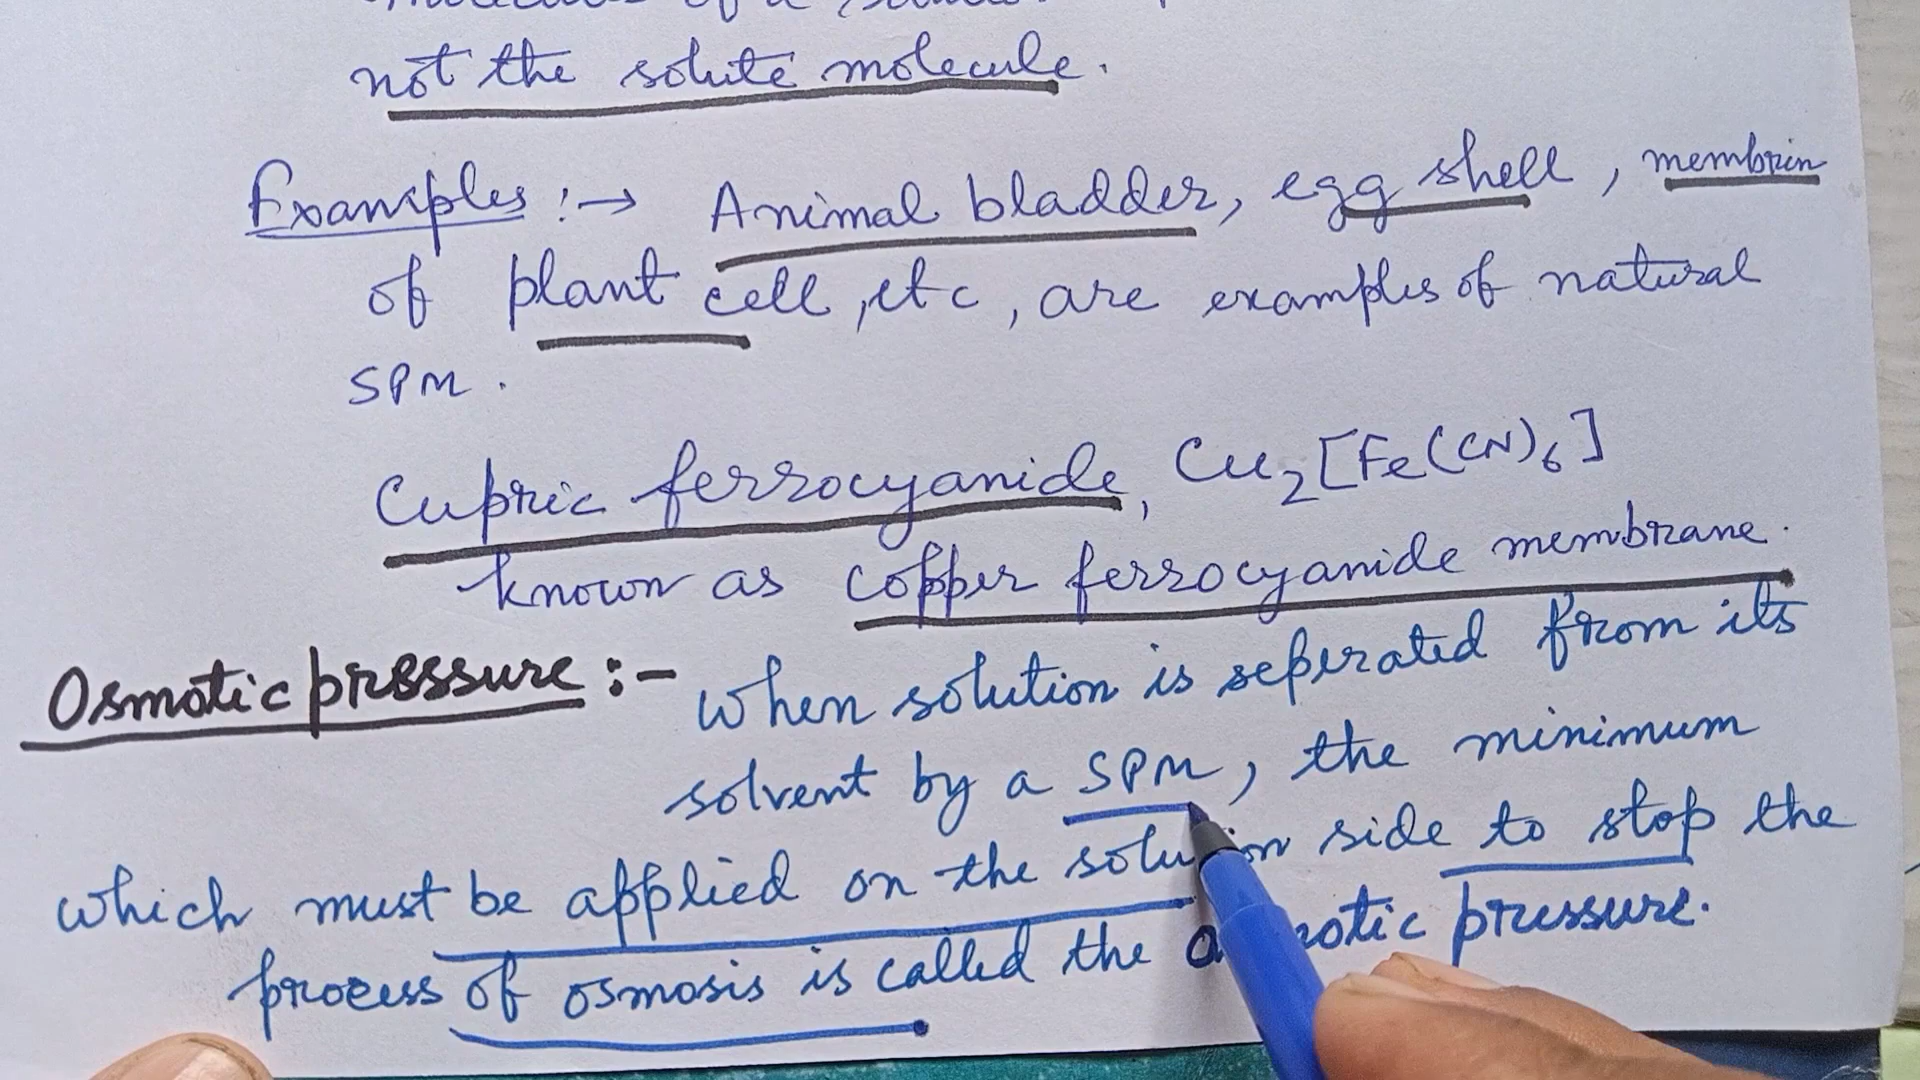 not the solute molecule.
Examples :→ Animal bladder, egg shell, membrin
of plant cell, etc, are examples of natural
SPM.
Cupric ferrocyanide, Cu2[Fe(CN)6]
known as copper ferrocyanide membrane.
Osmotic pressure :- When solution is seperated from its
solvent by a SPM, the minimum
which must be applied on the solution side to stop the
process of osmosis is called the osmotic pressure.